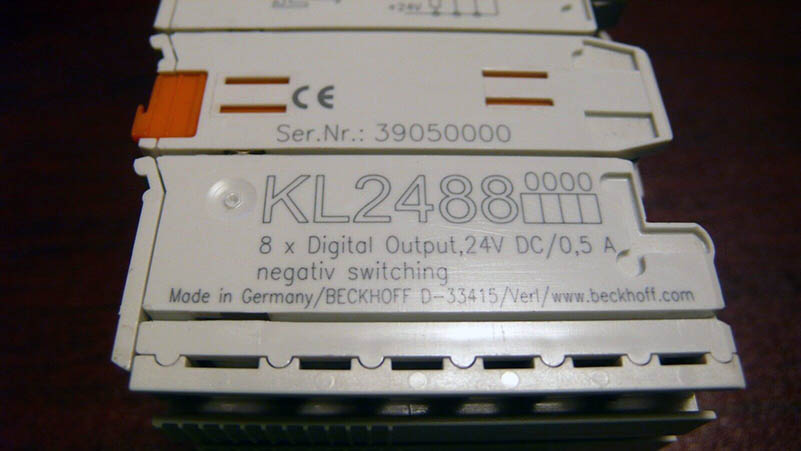 +24V
CE
Ser.Nr.: 39050000
KL2488 0000
8 x Digital Output,24V DC/0,5 A
negativ switching
Made in Germany/BECKHOFF D-33415/Verl/www.beckhoff.com